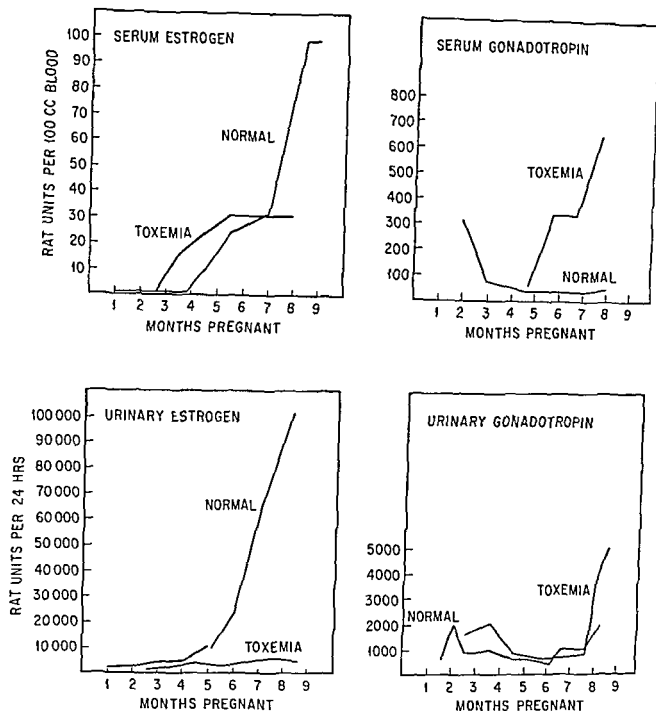 SERUM ESTROGEN
RAT UNITS PER 100 CC BLOOD
100
90
80
70
60
50
40
30
20
10
NORMAL
TOXEMIA
1 2 3 4 5 6 7 8 9
MONTHS PREGNANT
SERUM GONADOTROPIN
800
700
600
500
400
300
200
100
TOXEMIA
NORMAL
1 2 3 4 5 6 7 8 9
MONTHS PREGNANT
URINARY ESTROGEN
RAT UNITS PER 24 HRS
100 000
90 000
80 000
70 000
60 000
50 000
40 000
30 000
20 000
10 000
NORMAL
TOXEMIA
1 2 3 4 5 6 7 8 9
MONTHS PREGNANT
URINARY GONADOTROPIN
5000
4000
3000
2000
1000
NORMAL
TOXEMIA
1 2 3 4 5 6 7 8 9
MONTHS PREGNANT